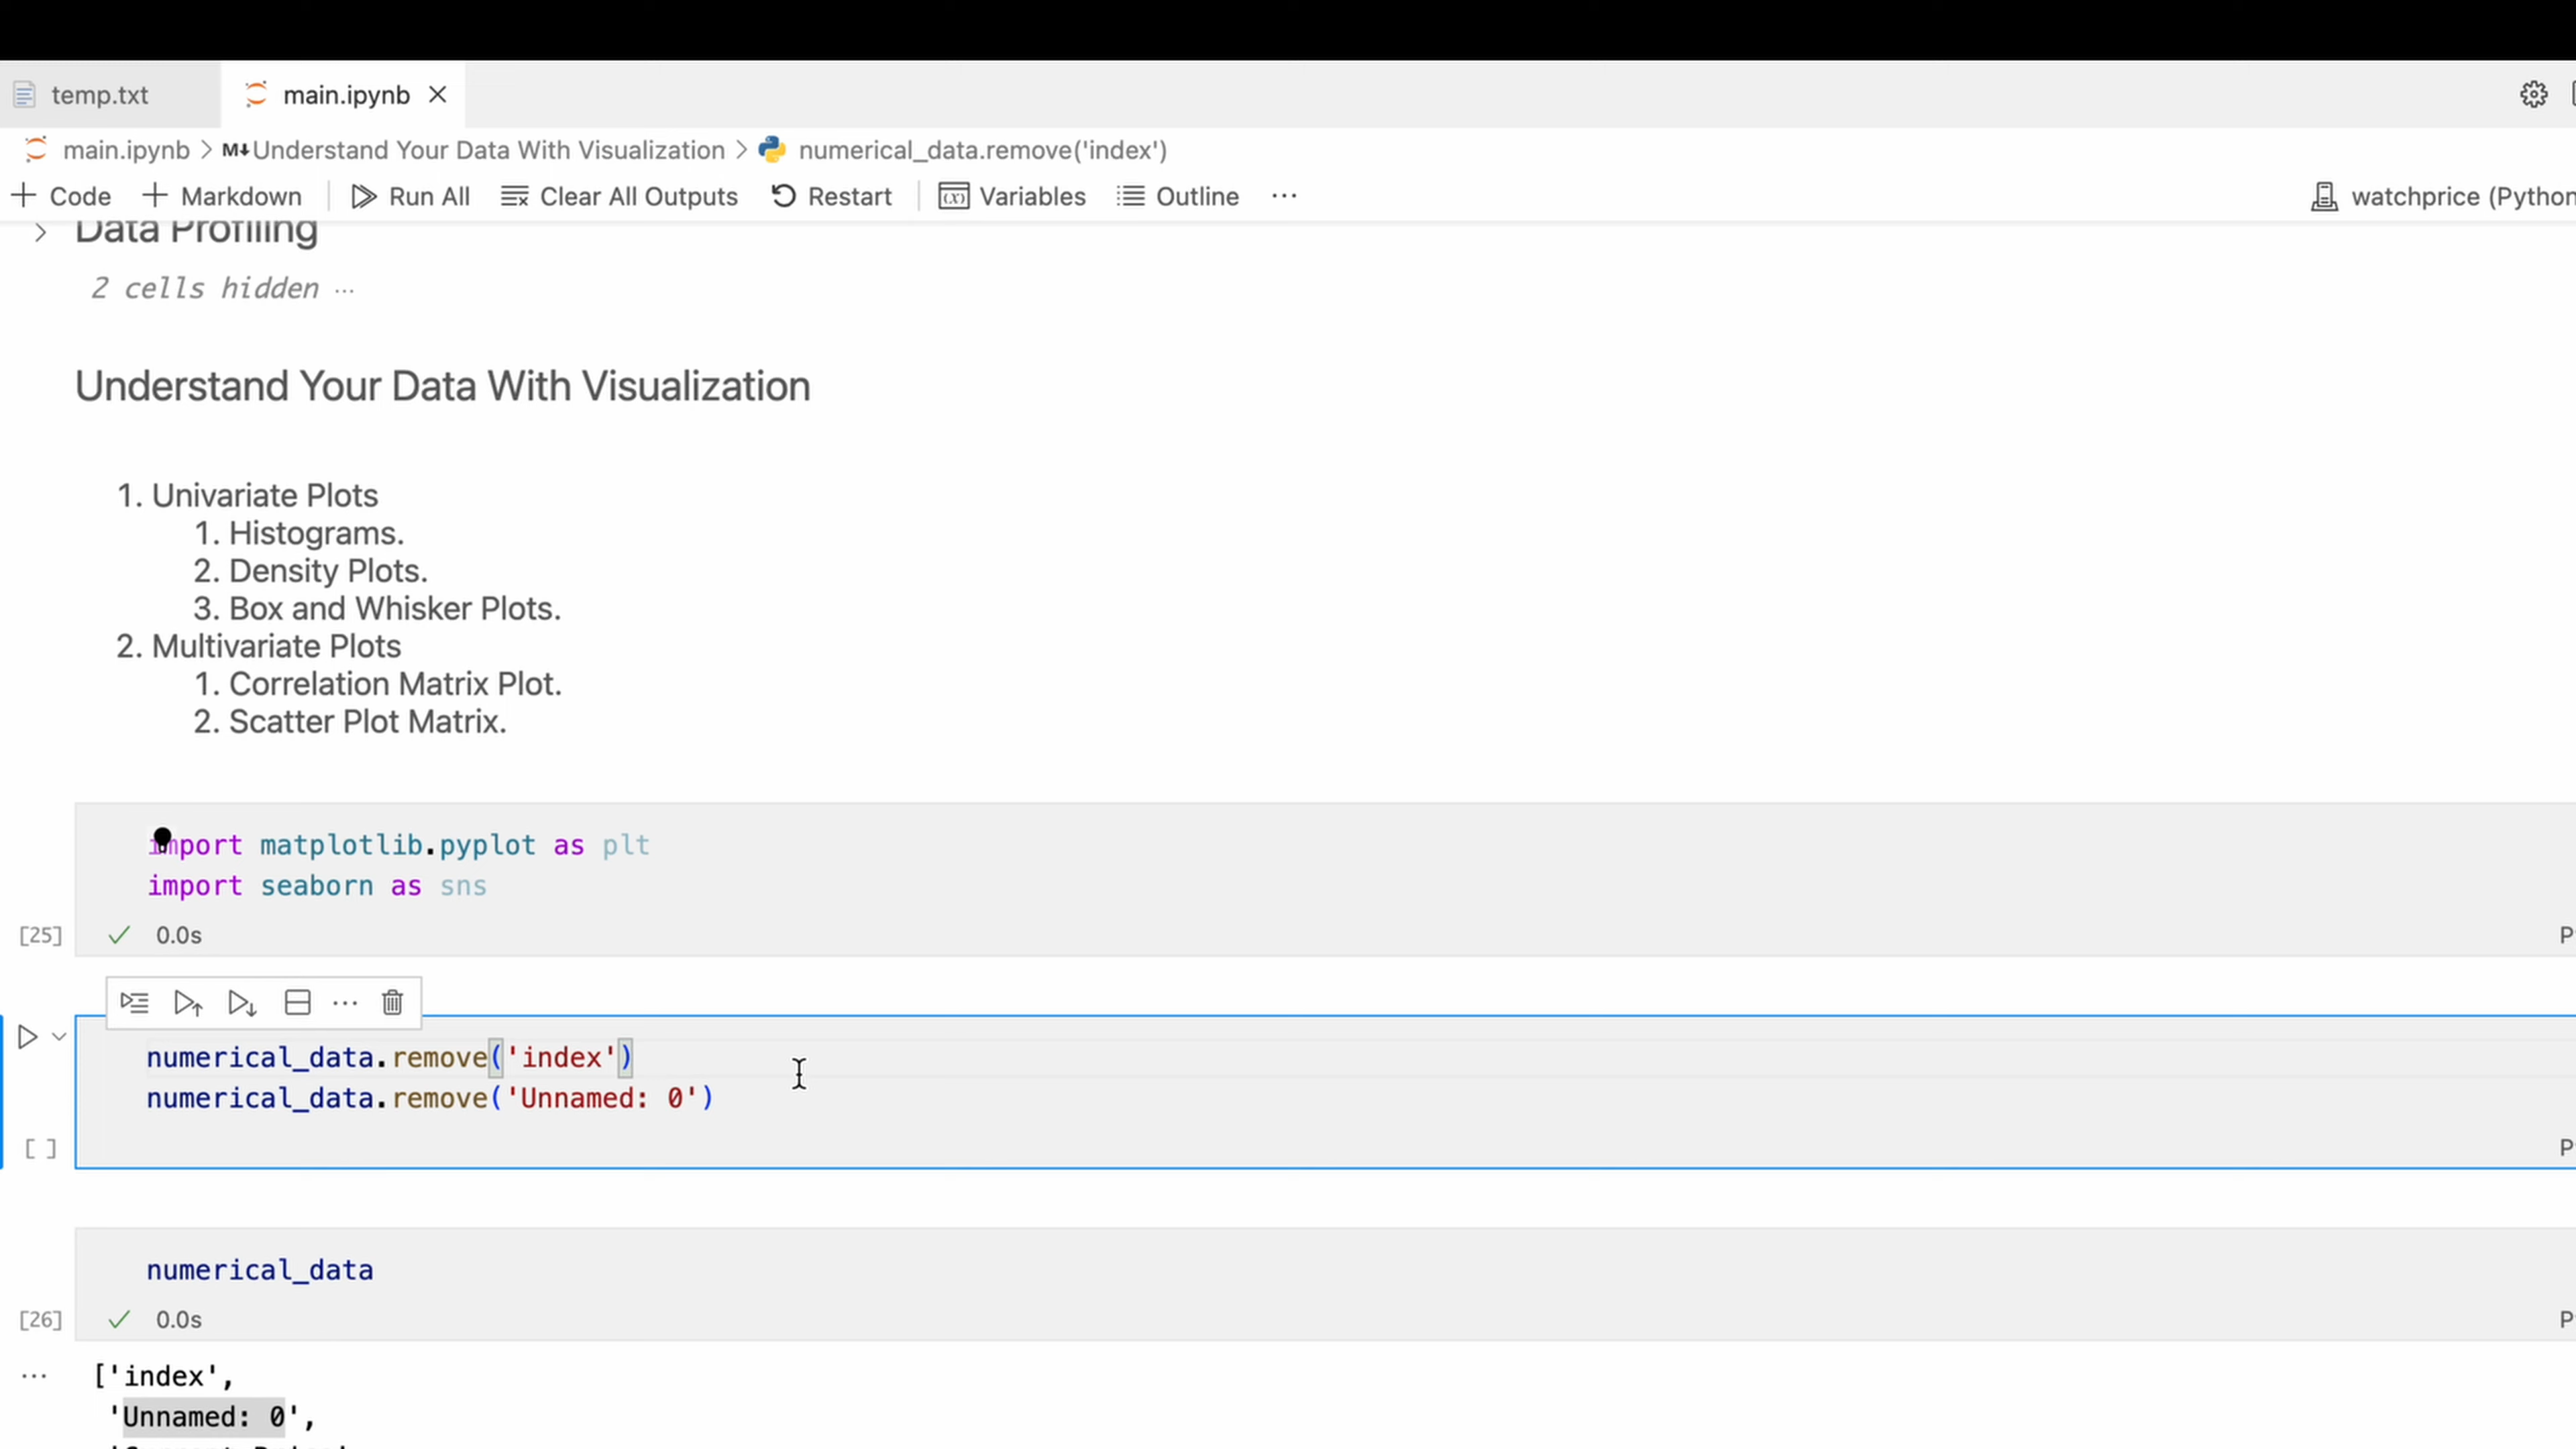 temp.txt
main.ipynb
main.ipynb > M↓ Understand Your Data With Visualization > numerical_data.remove('index')
+ Code + Markdown Run All Clear All Outputs Restart Variables Outline ...
watchprice (Python
Data Profiling
2 cells hidden ...
Understand Your Data With Visualization
1. Univariate Plots
1. Histograms.
2. Density Plots.
3. Box and Whisker Plots.
2. Multivariate Plots
1. Correlation Matrix Plot.
2. Scatter Plot Matrix.
import matplotlib.pyplot as plt
import seaborn as sns
[25] ✓ 0.0s
P
numerical_data.remove('index')
numerical_data.remove('Unnamed: 0')
[ ]
P
numerical_data
[26] ✓ 0.0s
P
... ['index',
'Unnamed: 0',